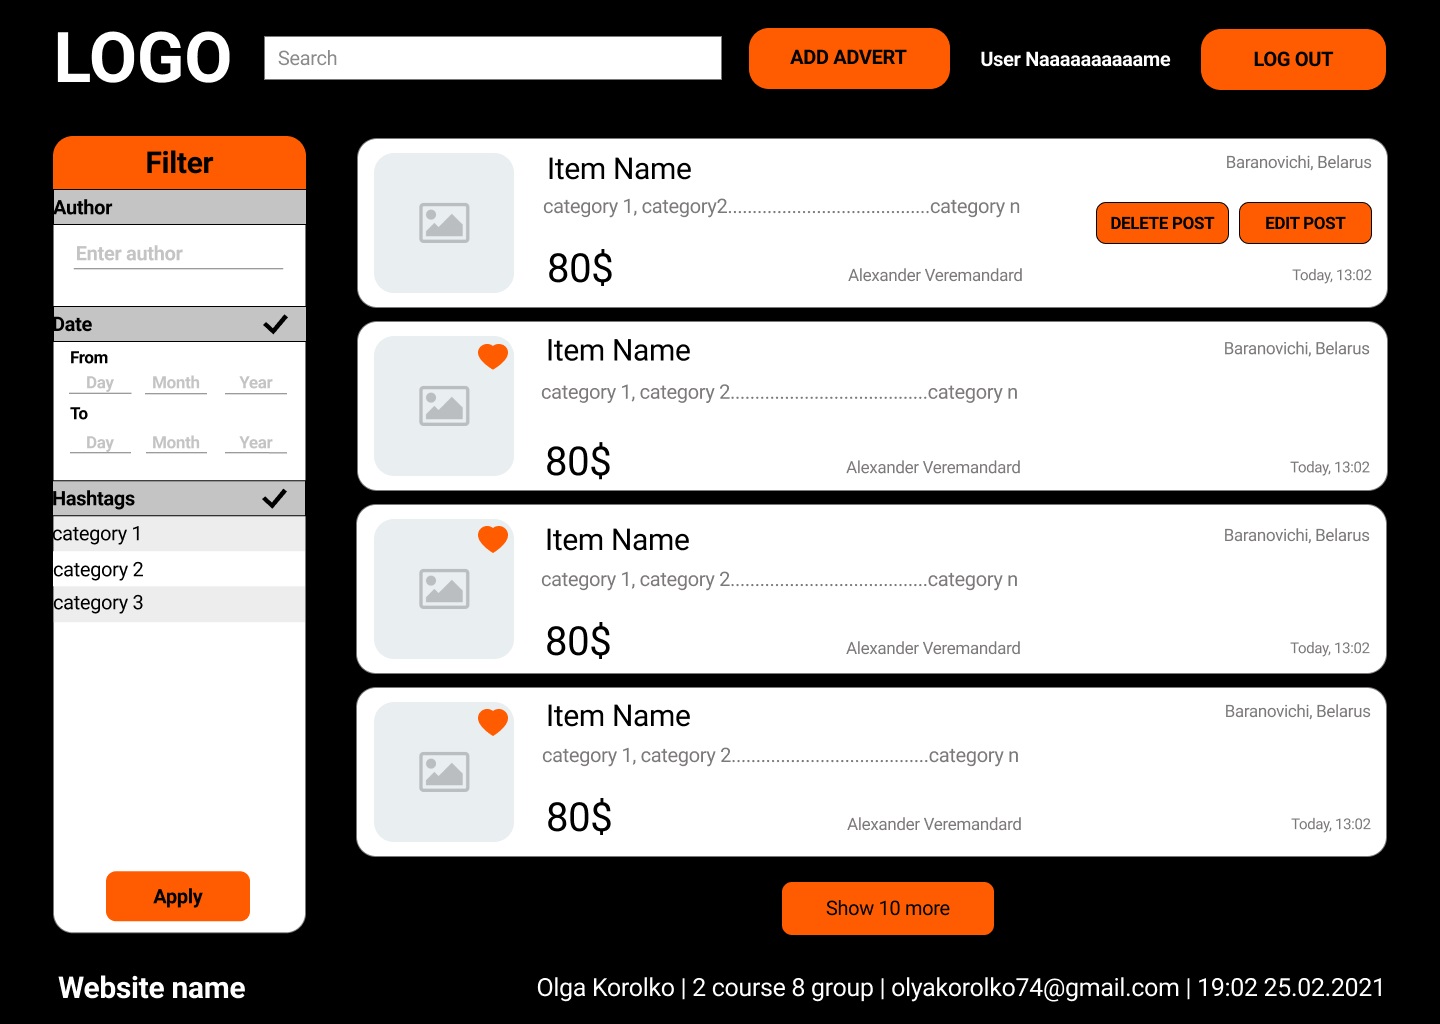 LOGO
Search
ADD ADVERT
User Naaaaaaaaaame
LOG OUT
Filter
Author
Enter author
Date
From
Day Month Year
To
Day Month Year
Hashtags
category 1
category 2
category 3
Apply
Item Name
Baranovichi, Belarus
category 1, category2.........................................category n
DELETE POST
EDIT POST
80$
Alexander Veremandard
Today, 13:02
Item Name
Baranovichi, Belarus
category 1, category 2........................................category n
80$
Alexander Veremandard
Today, 13:02
Item Name
Baranovichi, Belarus
category 1, category 2........................................category n
80$
Alexander Veremandard
Today, 13:02
Item Name
Baranovichi, Belarus
category 1, category 2........................................category n
80$
Alexander Veremandard
Today, 13:02
Show 10 more
Website name
Olga Korolko | 2 course 8 group | olyakorolko74@gmail.com | 19:02 25.02.2021